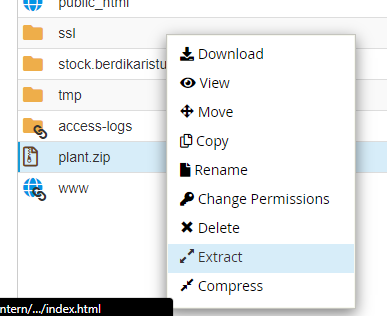 public_html
ssl
stock.berdikaristu
tmp
access-logs
plant.zip
www
Download
View
Move
Copy
Rename
Change Permissions
Delete
Extract
Compress
ntern/.../index.html